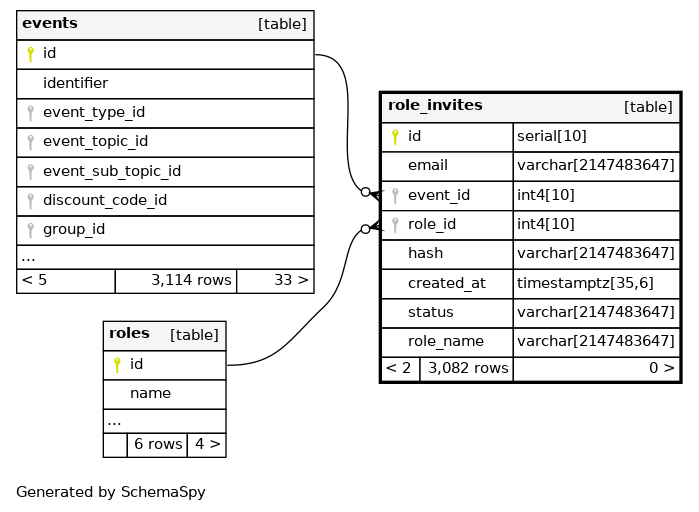 events [table]
id
identifier
event_type_id
event_topic_id
event_sub_topic_id
discount_code_id
group_id
...
< 5 3,114 rows 33 >
role_invites [table]
id serial[10]
email varchar[2147483647]
event_id int4[10]
role_id int4[10]
hash varchar[2147483647]
created_at timestamptz[35,6]
status varchar[2147483647]
role_name varchar[2147483647]
< 2 3,082 rows 0 >
roles [table]
id
name
...
6 rows 4 >
Generated by SchemaSpy